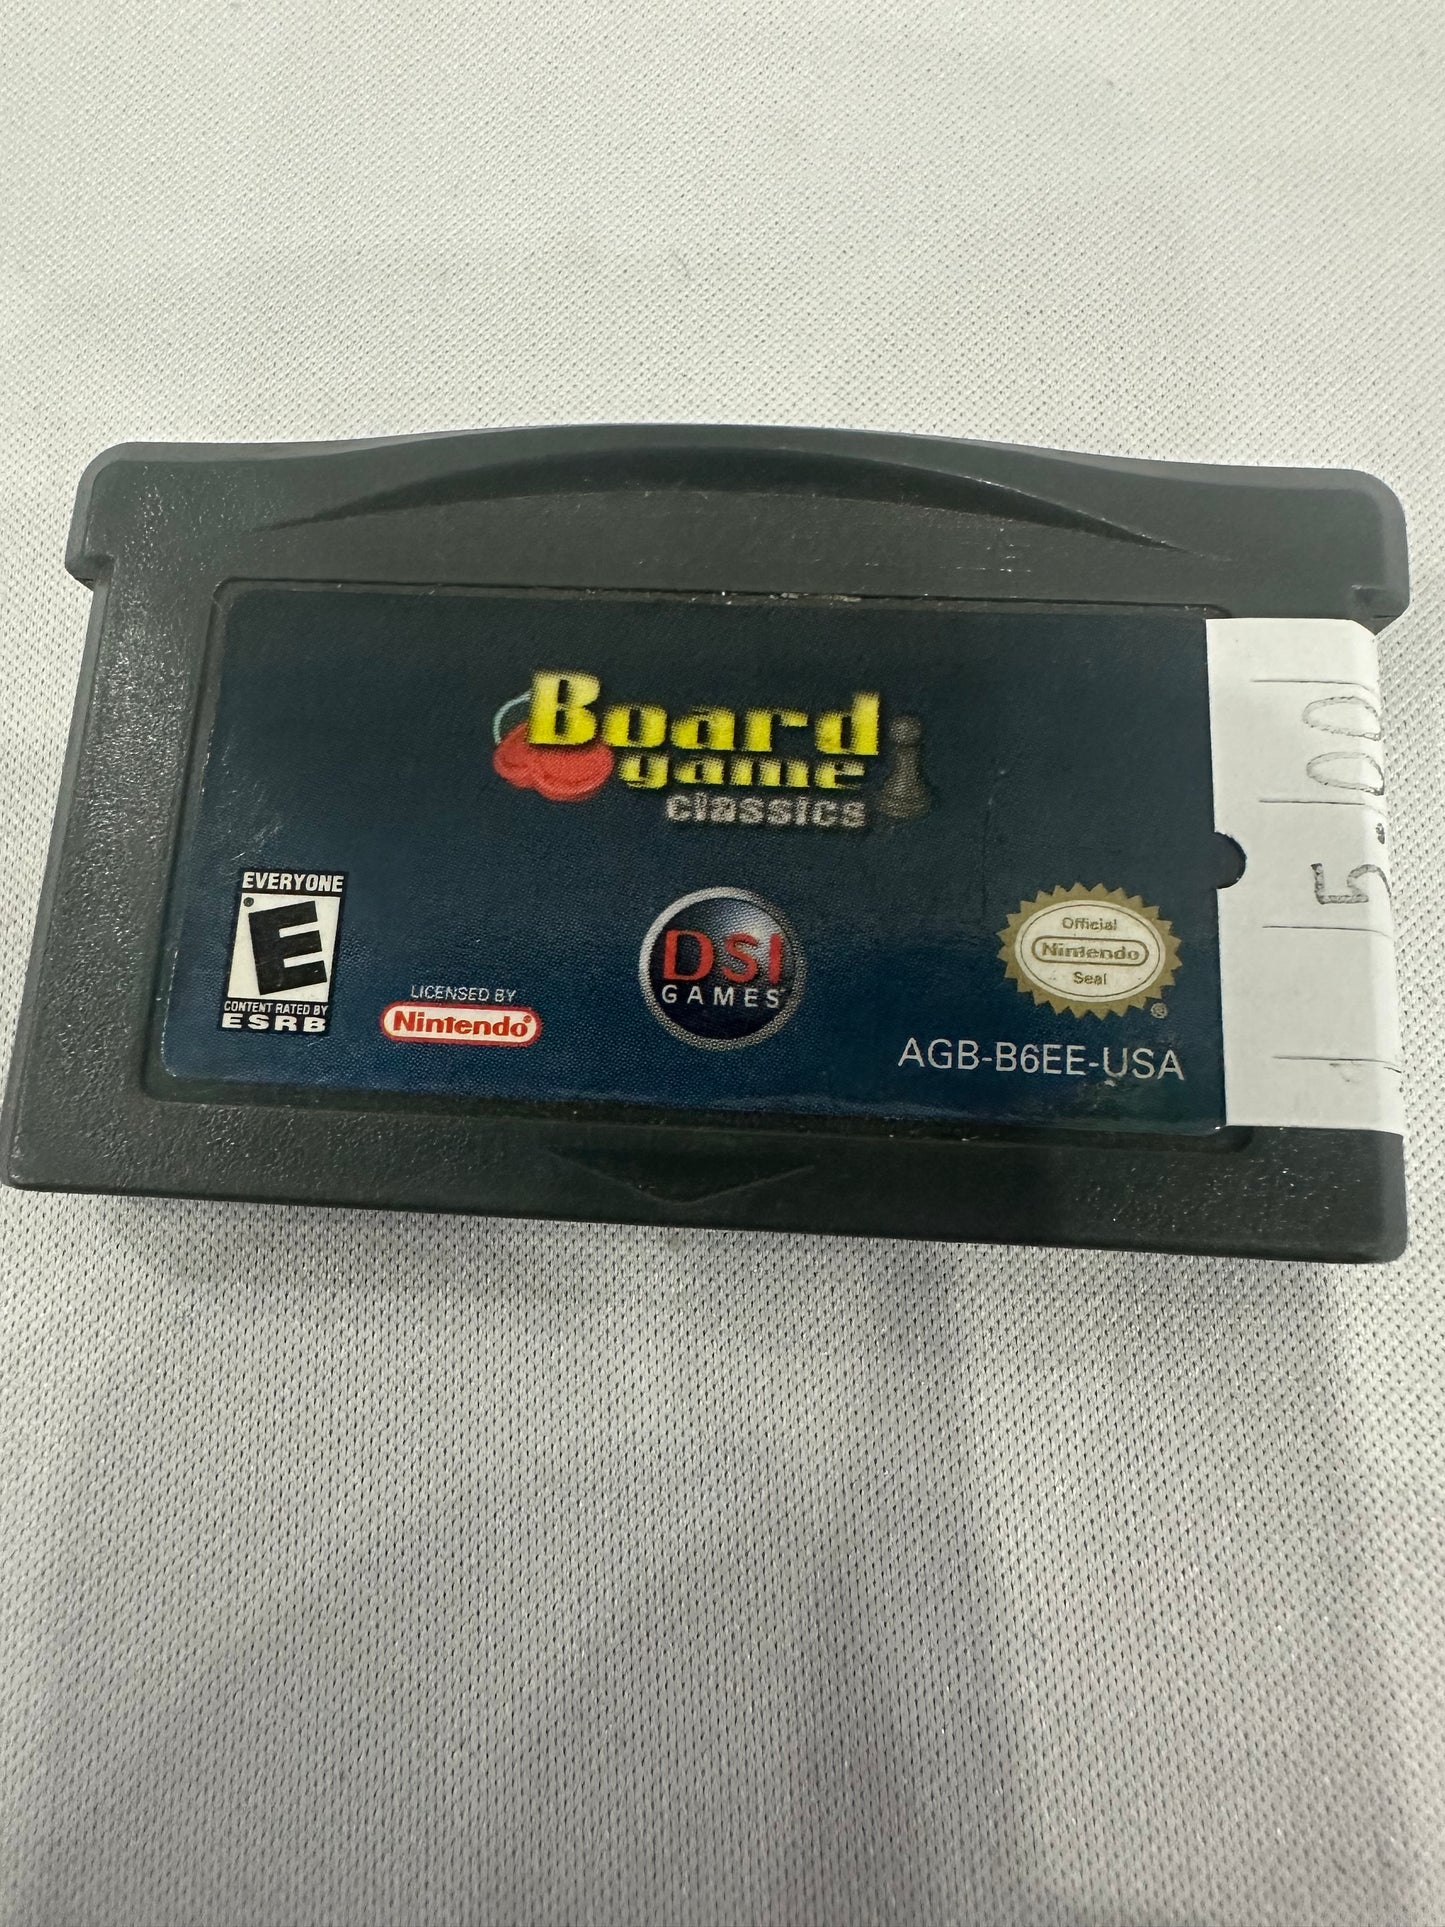 Board
game
classics
EVERYONE
E
CONTENT RATED BY
ESRB
LICENSED BY
Nintendo®
DSI
GAMES
Official
Nintendo
Seal
®
AGB-B6EE-USA
5.00